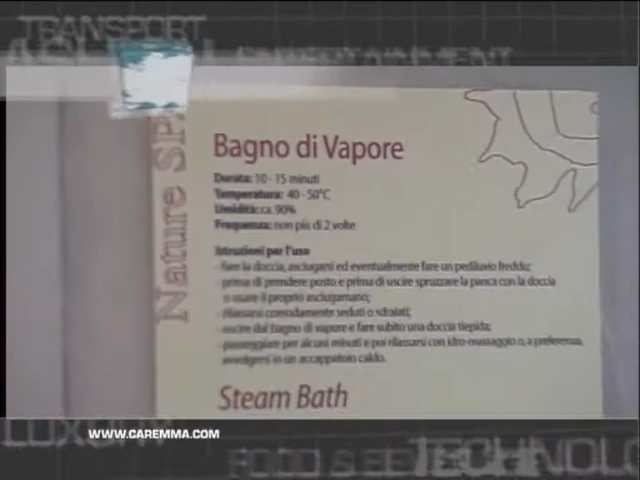 TRANSPORT
Nature SPA
Bagno di Vapore
Durata: 10 - 15 minuti
Temperatura: 40 - 50°C
Umidità: ca. 90%
Frequenza: non più di 2 volte
Istruzioni per l'uso
- fare la doccia, asciugarsi ed eventualmente fare un pediluvio freddo;
- prima di prendere posto e prima di uscire spruzzare la panca con la doccia
o usare il proprio asciugamano;
- rilassarsi comodamente seduti o sdraiati;
- uscire dal bagno di vapore e fare subito una doccia tiepida;
- passeggiare per alcuni minuti e poi rilassarsi con idro-massaggio o, a preferenza,
avvolgersi in un accappatoio caldo.
Steam Bath
LUXURY
WWW.CAREMMA.COM
FOOD &
TECHNOLO